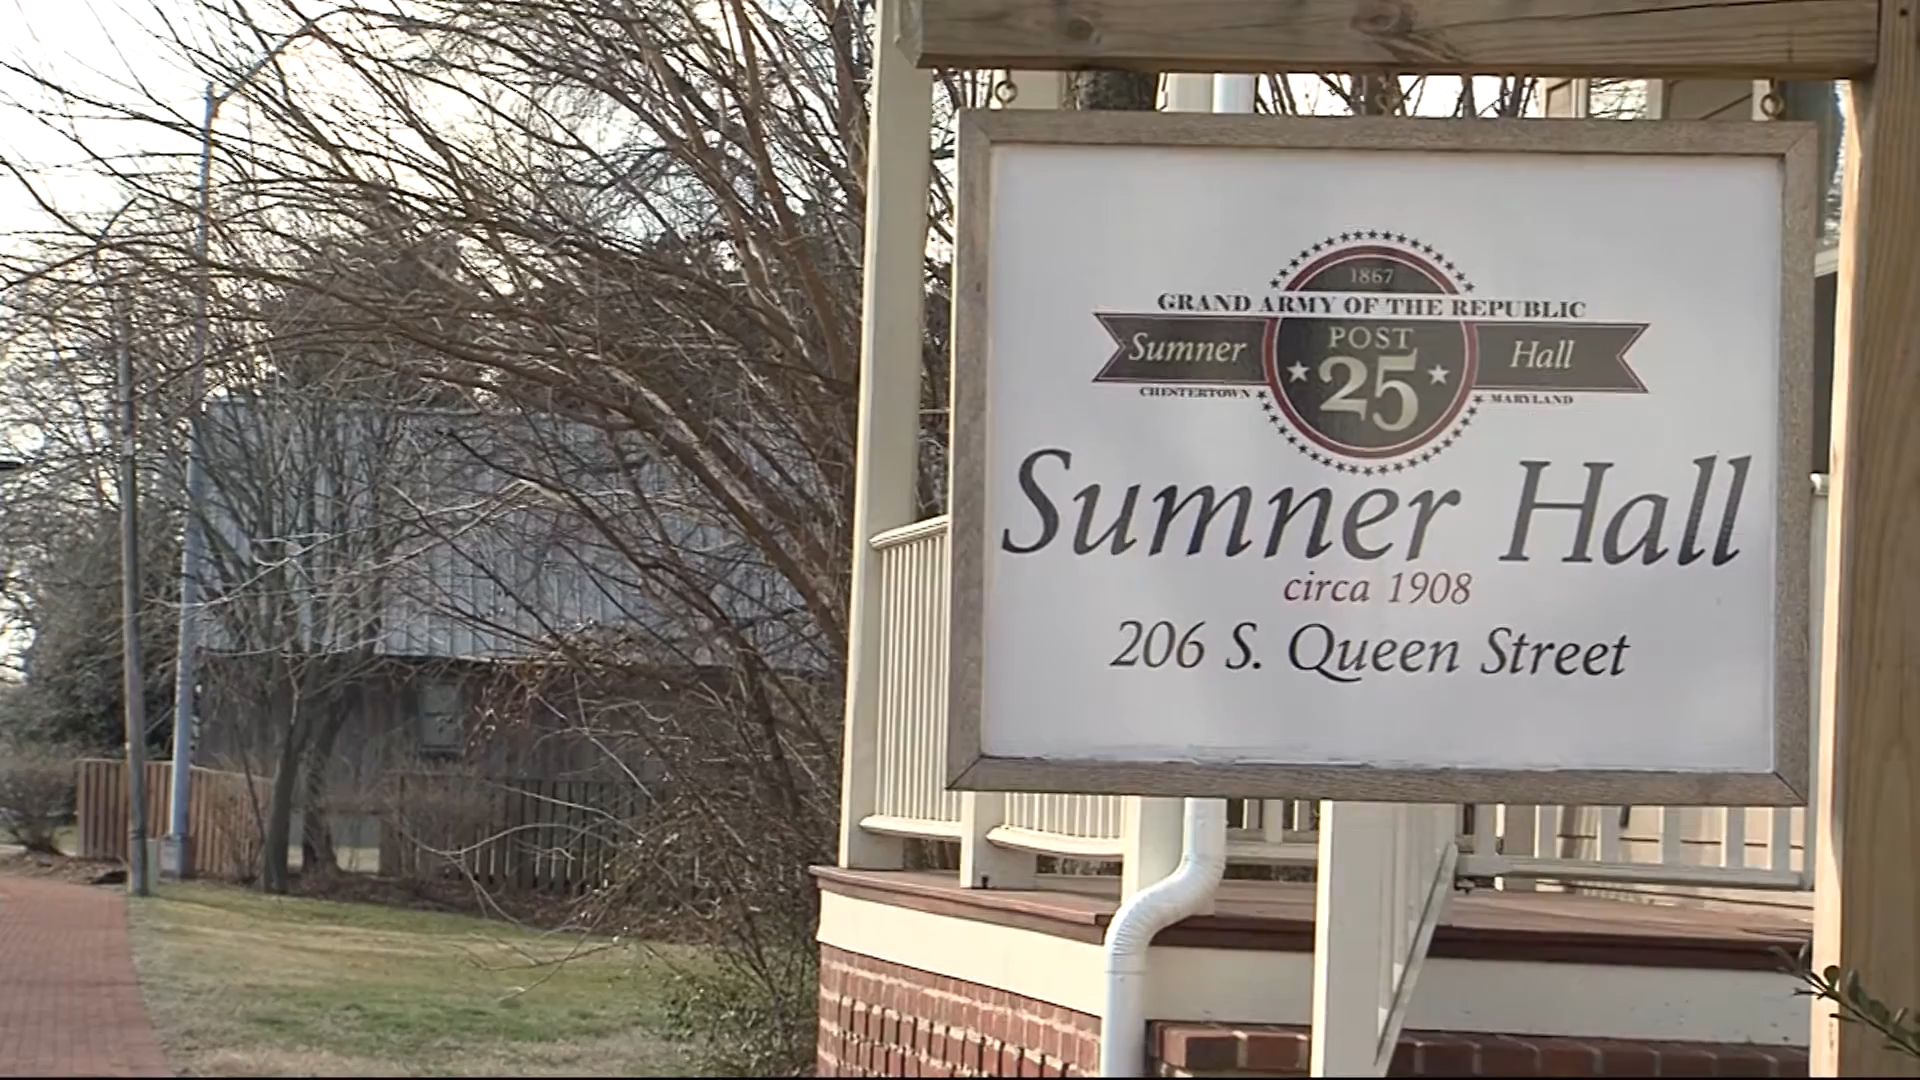 1867
GRAND ARMY OF THE REPUBLIC
Sumner POST Hall
25
CHESTERTOWN MARYLAND
Sumner Hall
circa 1908
206 S. Queen Street